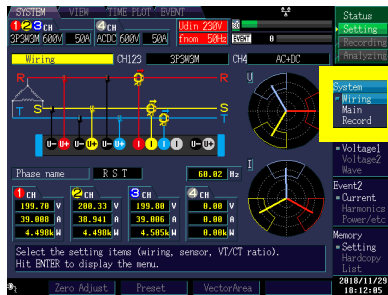 SYSTEM VIEW TIME PLOT EVENT
1 2 3 CH 4 CH Udin 230V
3P3W3M 600V 50A ACDC 600V 50A fnom 50Hz EVENT 0
Wiring CH123 3P3W3M CH4 AC+DC
R R U
S S
T T
U- U+ U- U+ U- U+ I I I I U- U+
Phase name R S T 60.02 Hz I
1 CH 2 CH 3 CH 4 CH
199.70 V 200.33 V 199.80 V 0.00 V
39.008 A 38.941 A 39.006 A 0.00 A
4.498kW 4.498kW 4.505kW 0.00kW
Select the setting items (wiring, sensor, VT/CT ratio).
Hit ENTER to display the menu.
Zero Adjust Preset VectorArea
Status
Setting
Recording
Analyzing
System
Wiring
Main
Record
Voltage1
Voltage2
Wave
Event2
Current
Harmonics
Power/etc
Memory
Setting
Hardcopy
List
2018/11/29
10:12:05